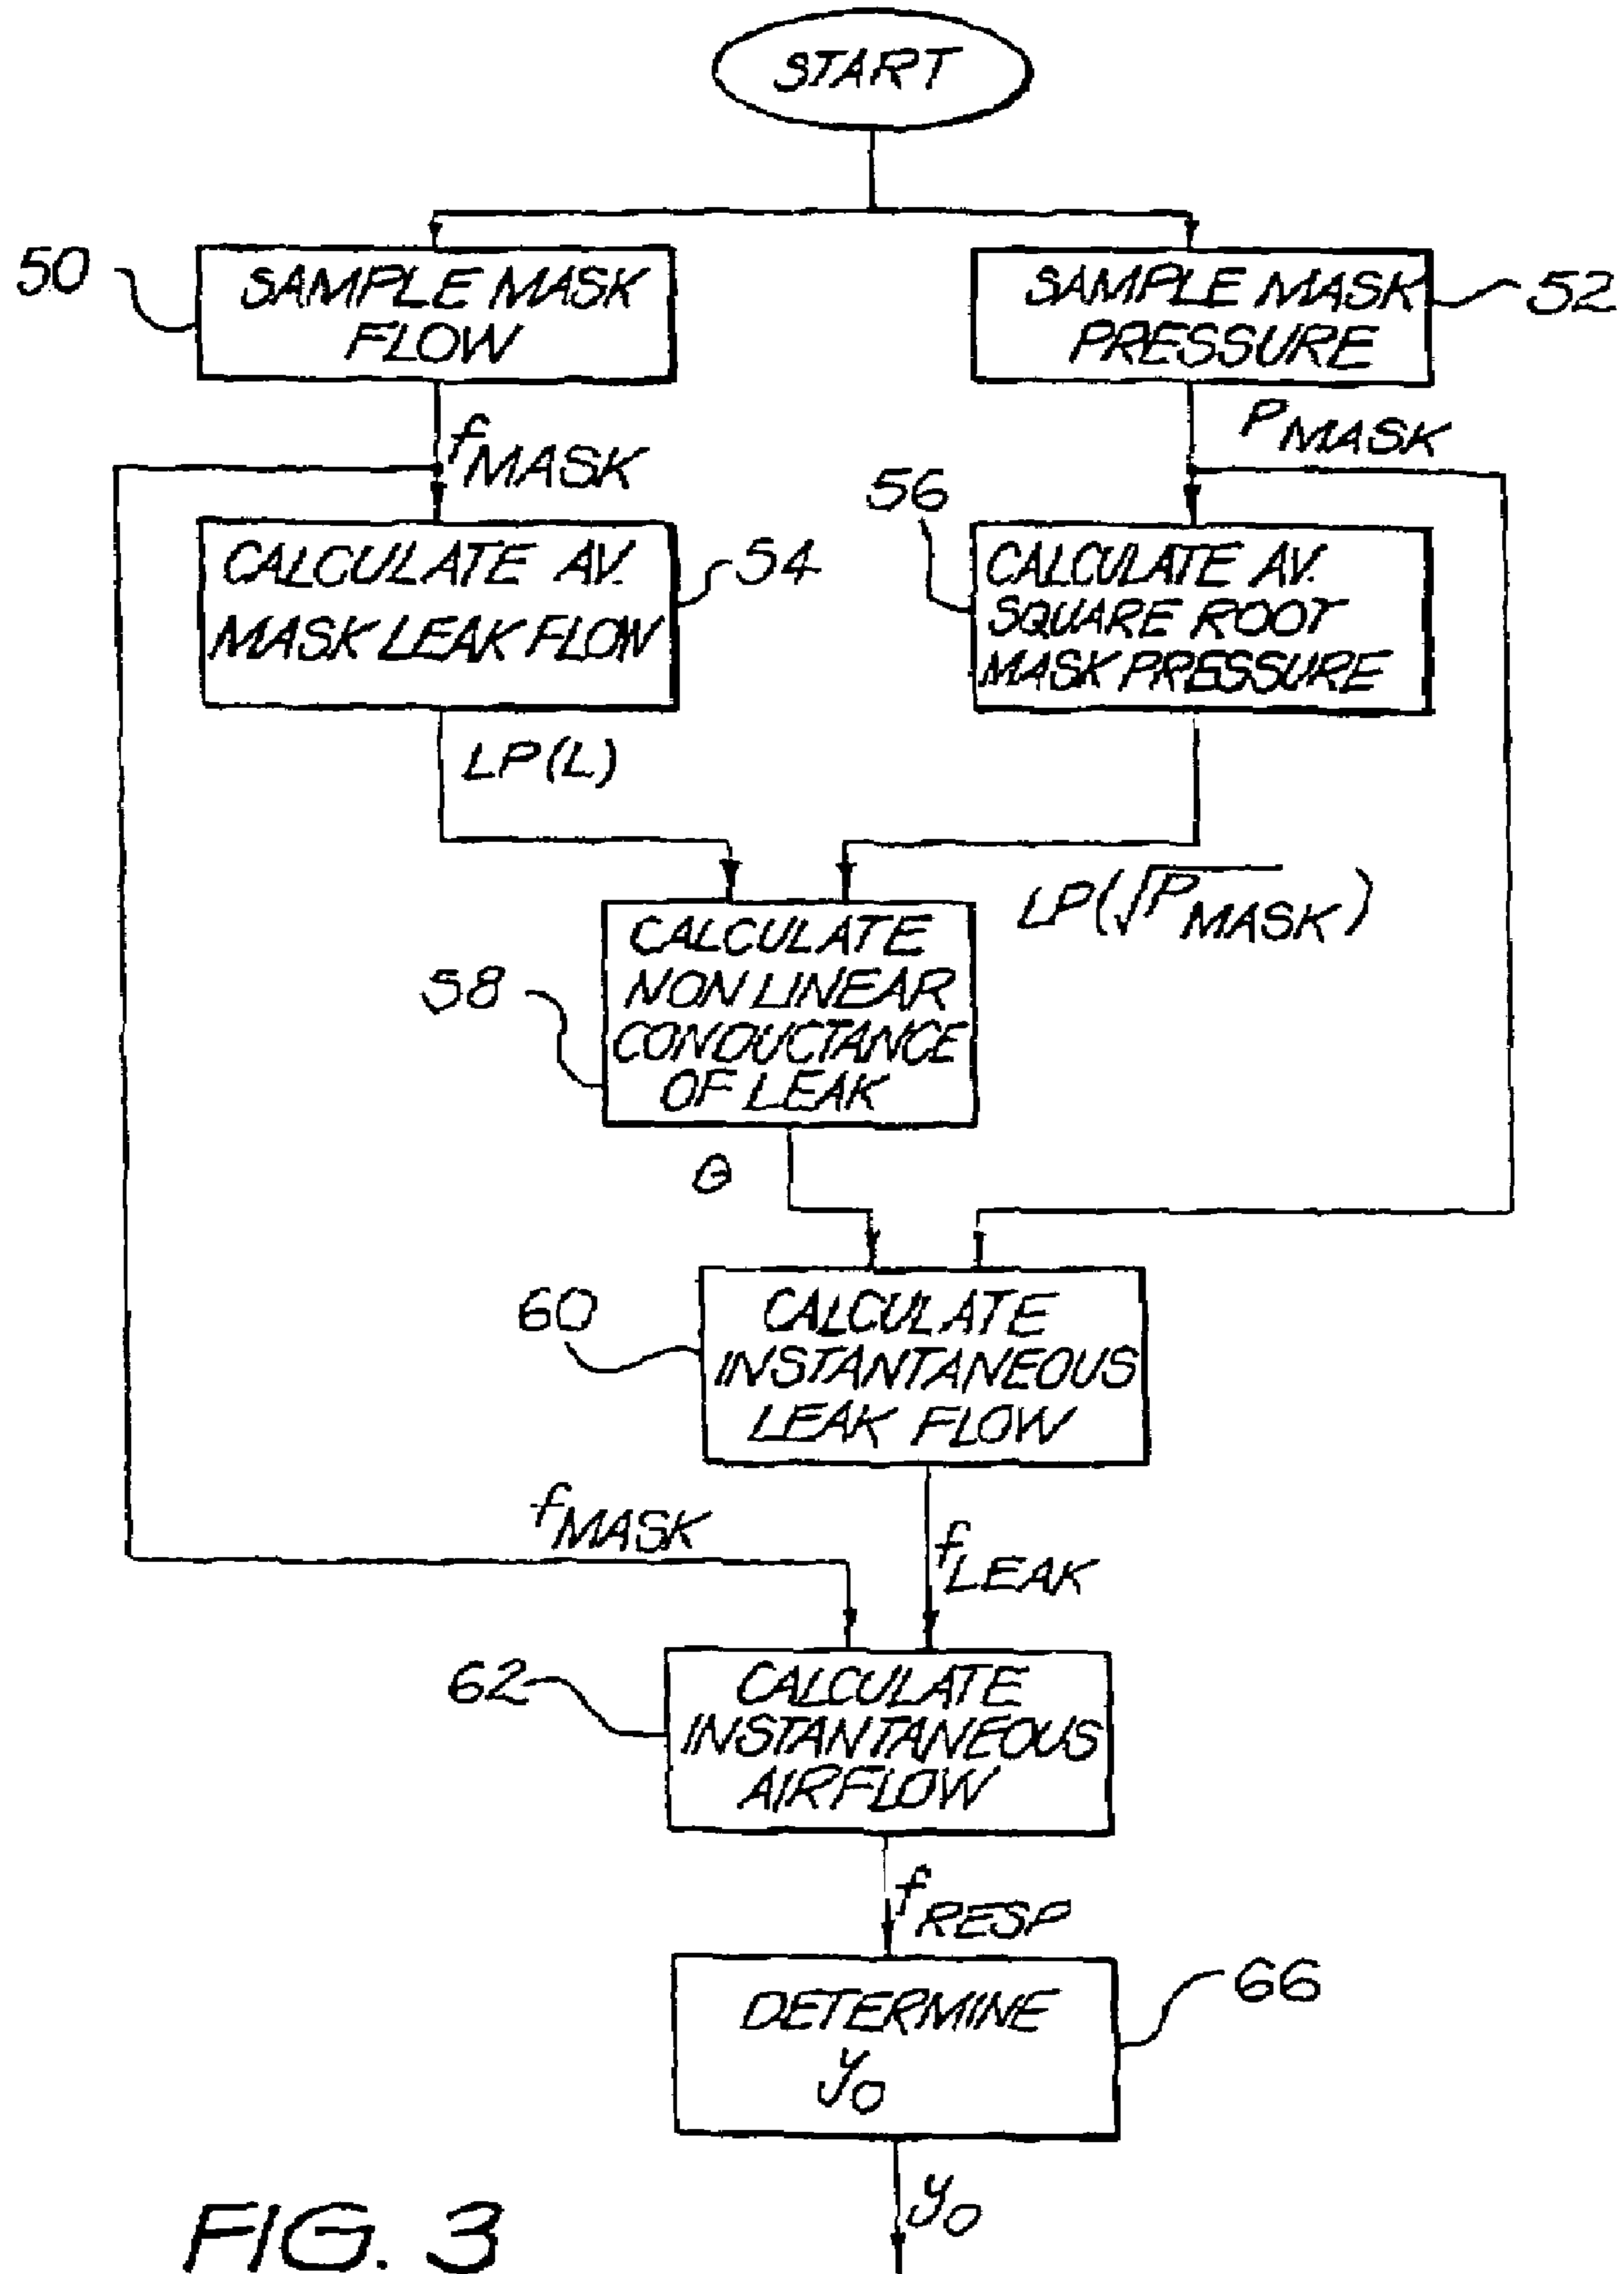 START
50
SAMPLE MASK
FLOW
SAMPLE MASK
PRESSURE
52
fMASK
PMASK
56
CALCULATE AV.
MASK LEAK FLOW
54
CALCULATE AV.
SQUARE ROOT
MASK PRESSURE
LP(L)
LP(√PMASK)
58
CALCULATE
NON LINEAR
CONDUCTANCE
OF LEAK
60
CALCULATE
INSTANTANEOUS
LEAK FLOW
fMASK
fLEAK
62
CALCULATE
INSTANTANEOUS
AIRFLOW
fRESP
DETERMINE
y0
66
y0
FIG. 3